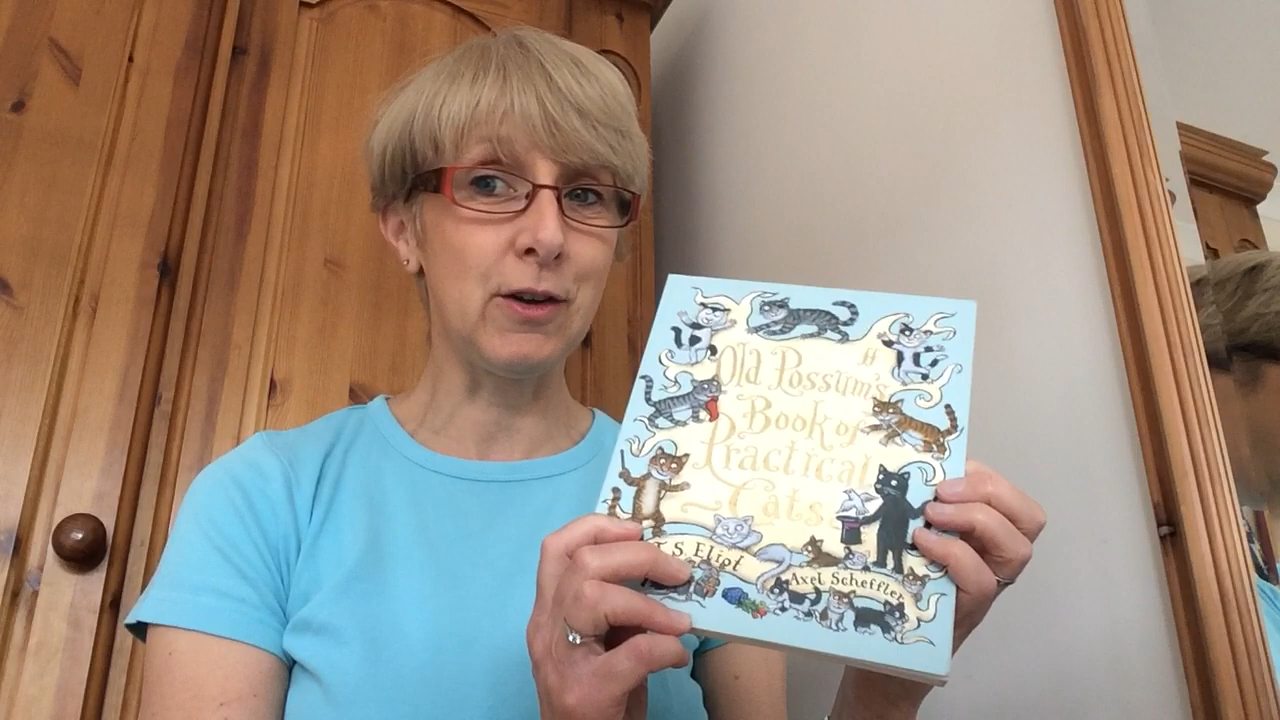 Old Possum's
Book of
Practical
Cats
T. S. Eliot
Axel Scheffler